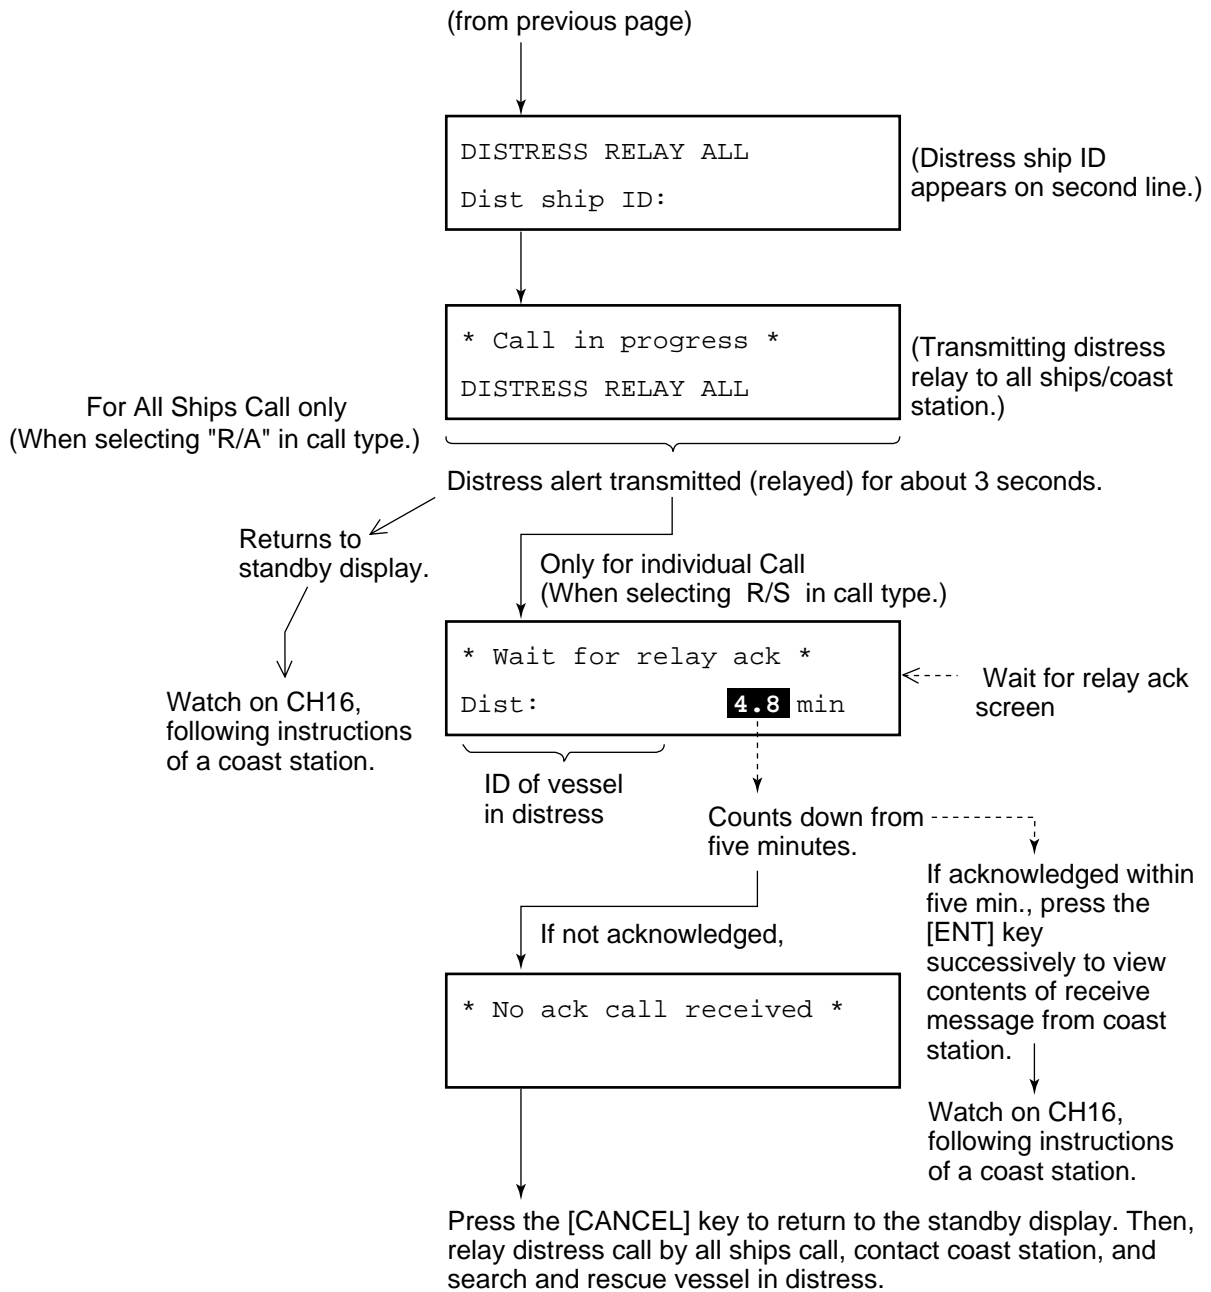 (from previous page)
DISTRESS RELAY ALL
Dist ship ID:
(Distress ship ID
appears on second line.)
* Call in progress *
DISTRESS RELAY ALL
(Transmitting distress
relay to all ships/coast
station.)
For All Ships Call only
(When selecting "R/A" in call type.)
Distress alert transmitted (relayed) for about 3 seconds.
Returns to
standby display.
Only for individual Call
(When selecting R/S in call type.)
* Wait for relay ack *
Dist: 4.8 min
Wait for relay ack
screen
Watch on CH16,
following instructions
of a coast station.
ID of vessel
in distress
Counts down from
five minutes.
If acknowledged within
five min., press the
[ENT] key
successively to view
contents of receive
message from coast
station.
If not acknowledged,
* No ack call received *
Watch on CH16,
following instructions
of a coast station.
Press the [CANCEL] key to return to the standby display. Then,
relay distress call by all ships call, contact coast station, and
search and rescue vessel in distress.